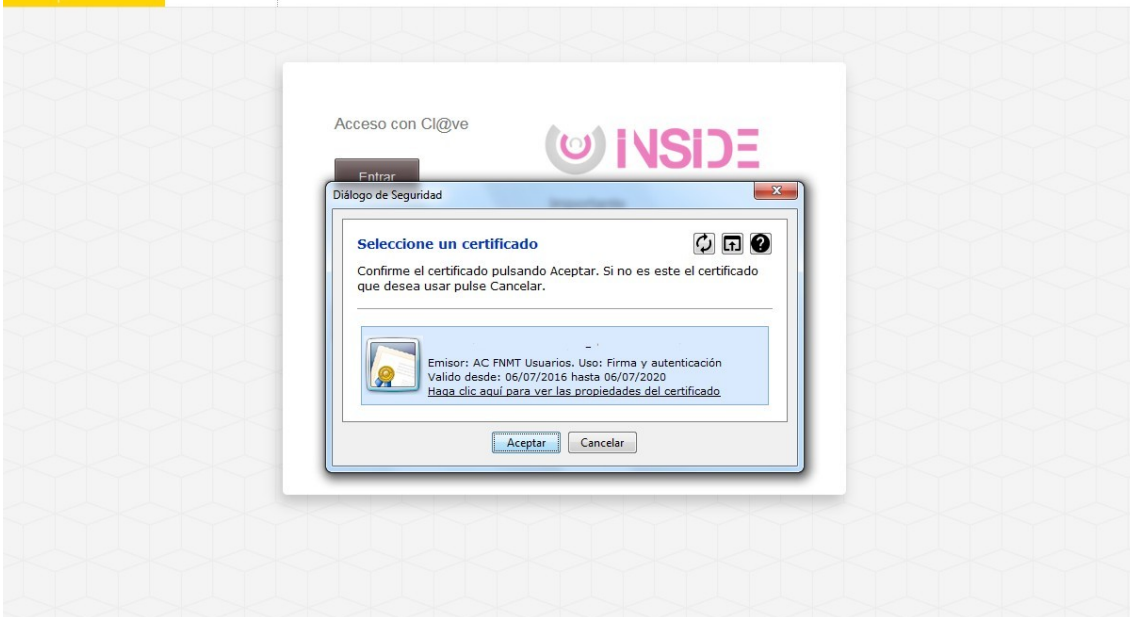 Acceso con Cl@ve
INSIDE
Entrar
Importante
Diálogo de Seguridad
Seleccione un certificado
Confirme el certificado pulsando Aceptar. Si no es este el certificado
que desea usar pulse Cancelar.
Emisor: AC FNMT Usuarios. Uso: Firma y autenticación
Valido desde: 06/07/2016 hasta 06/07/2020
Haga clic aquí para ver las propiedades del certificado
Aceptar
Cancelar